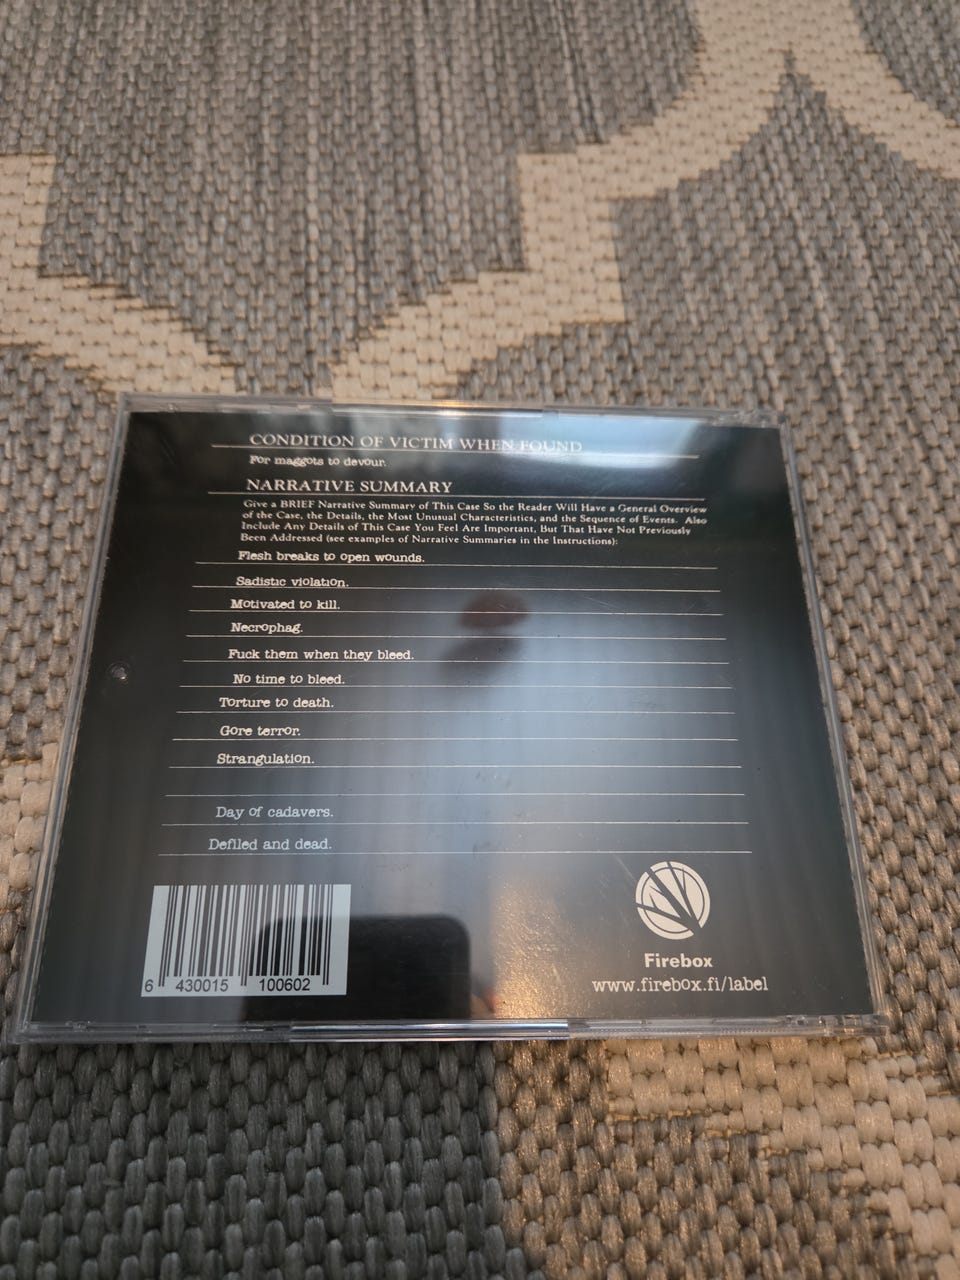 CONDITION OF VICTIM WHEN FOUND
For maggots to devour.
NARRATIVE SUMMARY
Give a BRIEF Narrative Summary of This Case So the Reader Will Have a General Overview
of the Case, the Details, the Most Unusual Characteristics, and the Sequence of Events. Also
Include Any Details of This Case You Feel Are Important, But That Have Not Previously
Been Addressed (see examples of Narrative Summaries in the Instructions):
Flesh breaks to open wounds.
Sadistic violation.
Motivated to kill.
Necrophag.
Fuck them when they bleed.
No time to bleed.
Torture to death.
Gore terror.
Strangulation.
Day of cadavers.
Defiled and dead.
6 430015 100602
Firebox
www.firebox.fi/label